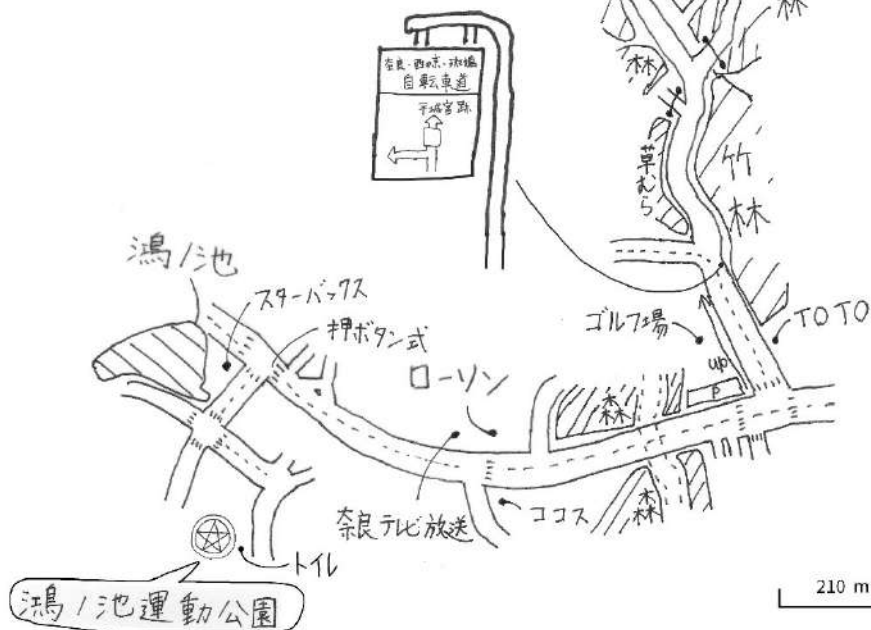 林
奈良・西の京・斑鳩
自転車道
平城宮跡
林
草むら
竹林
鴻ノ池
スターバックス
押ボタン式
ローソン
ゴルフ場
TOTO
up
P
森
奈良テレビ放送
ココス
森
トイレ
鴻ノ池運動公園
210 m